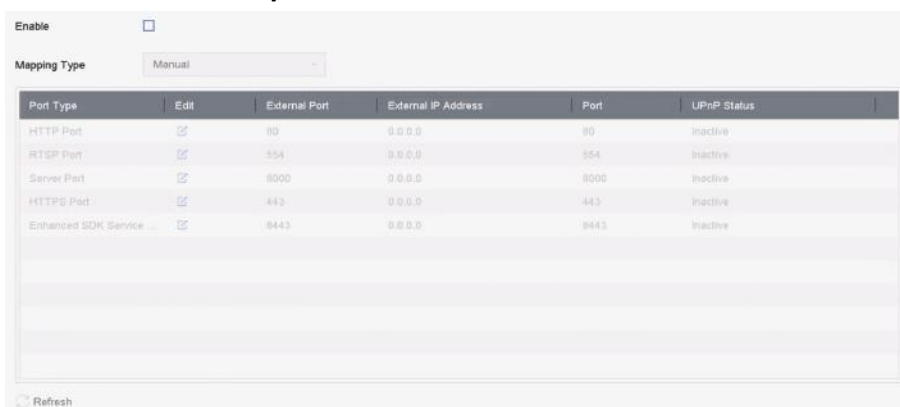 Enable
Mapping Type Manual
Port Type Edit External Port External IP Address Port UPnP Status
HTTP Port 80 0.0.0.0 80 Inactive
RTSP Port 554 0.0.0.0 554 Inactive
Server Port 8000 0.0.0.0 8000 Inactive
HTTPS Port 443 0.0.0.0 443 Inactive
Enhanced SDK Service ... 8443 0.0.0.0 8443 Inactive
Refresh